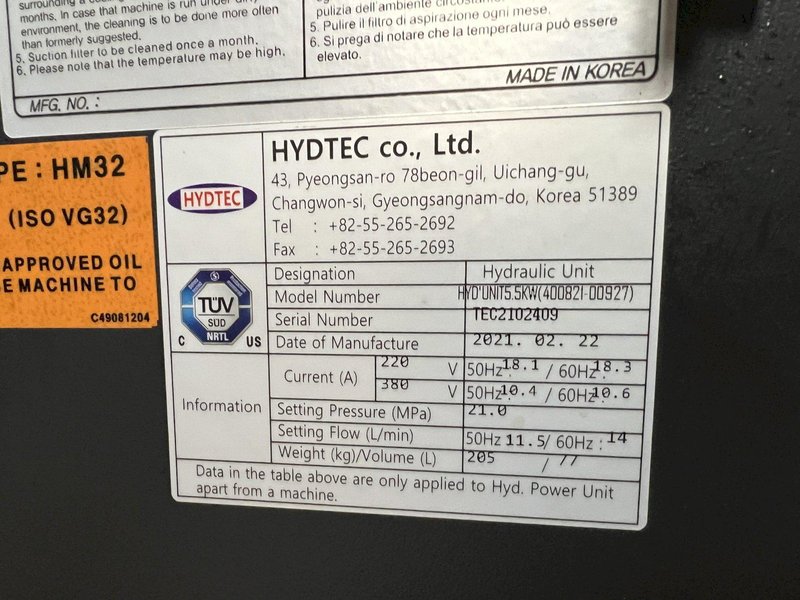 surrounding a cooling
months. In case that machine is run under dirty
environment, the cleaning is to be done more often
than formerly suggested.
5. Suction filter to be cleaned once a month.
6. Please note that the temperature may be high.
pulizia dell'ambiente circostante
5. Pulire il filtro di aspirazione ogni mese.
6. Si prega di notare che la temperatura può essere
elevato.
MADE IN KOREA
MFG. NO. :
PE : HM32
(ISO VG32)
APPROVED OIL
E MACHINE TO
C49081204
HYDTEC
HYDTEC co., Ltd.
43, Pyeongsan-ro 78beon-gil, Uichang-gu,
Changwon-si, Gyeongsangnam-do, Korea 51389
Tel : +82-55-265-2692
Fax : +82-55-265-2693
TÜV
SÜD
NRTL
C US
Designation Hydraulic Unit
Model Number HYD'UNIT5.5KW(400821-00927)
Serial Number TEC2102409
Date of Manufacture 2021. 02. 22
Information
Current (A) 220 V 50Hz: 18.1 / 60Hz: 18.3
380 V 50Hz: 10.4 / 60Hz: 10.6
Setting Pressure (MPa) 21.0
Setting Flow (L/min) 50Hz 11.5/ 60Hz : 14
Weight (kg)/Volume (L) 205 / 77
Data in the table above are only applied to Hyd. Power Unit
apart from a machine.